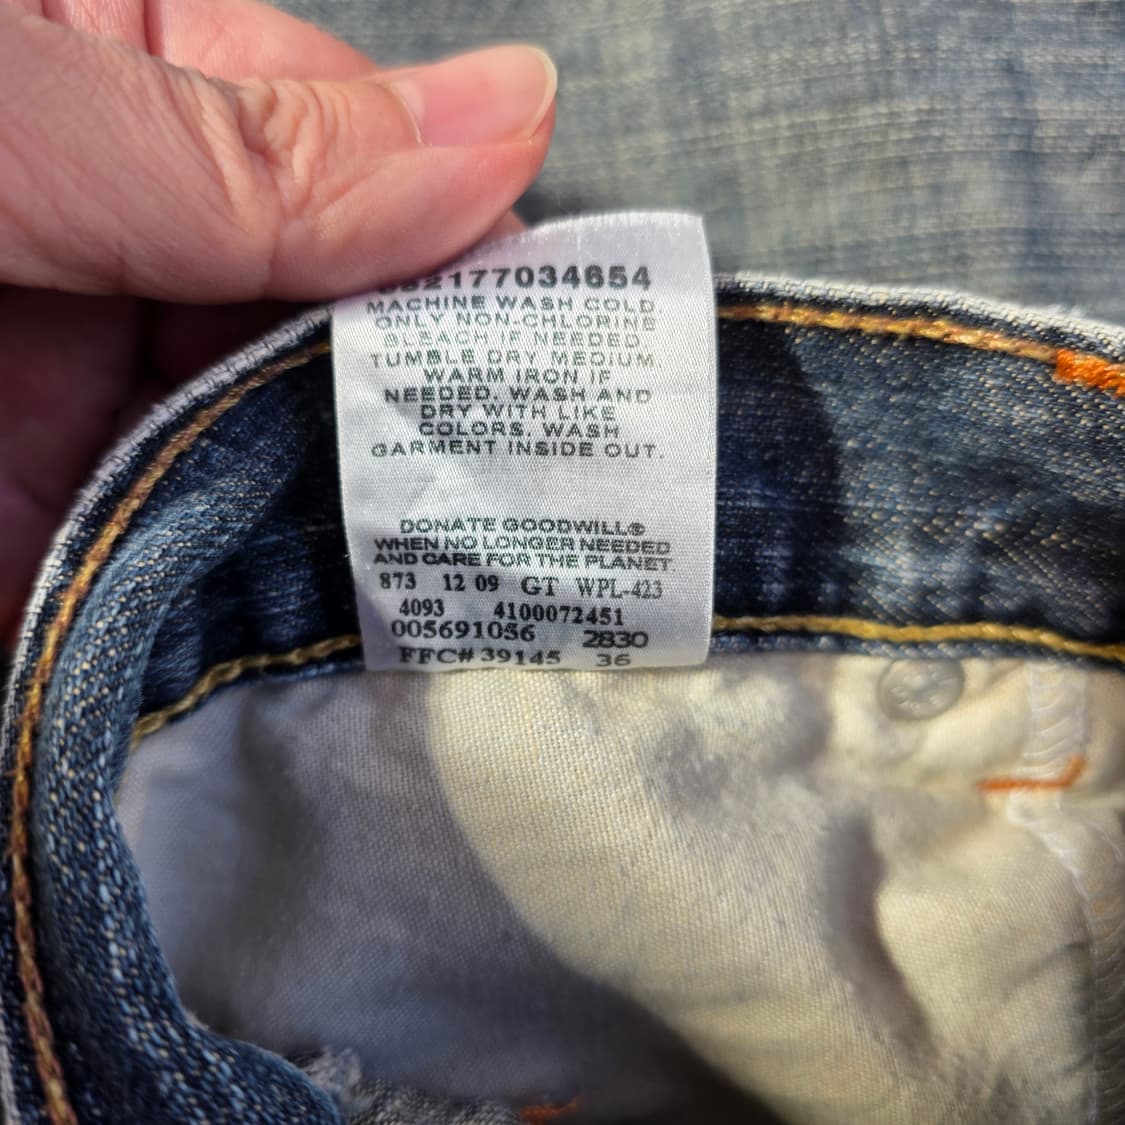 2177034654
MACHINE WASH COLD.
ONLY NON-CHLORINE
BLEACH IF NEEDED.
TUMBLE DRY MEDIUM.
WARM IRON IF
NEEDED. WASH AND
DRY WITH LIKE
COLORS. WASH
GARMENT INSIDE OUT.
DONATE GOODWILL®
WHEN NO LONGER NEEDED
AND CARE FOR THE PLANET.
873 12 09 GT WPL-423
4093 4100072451
005691056 2830
FFC# 39145 36